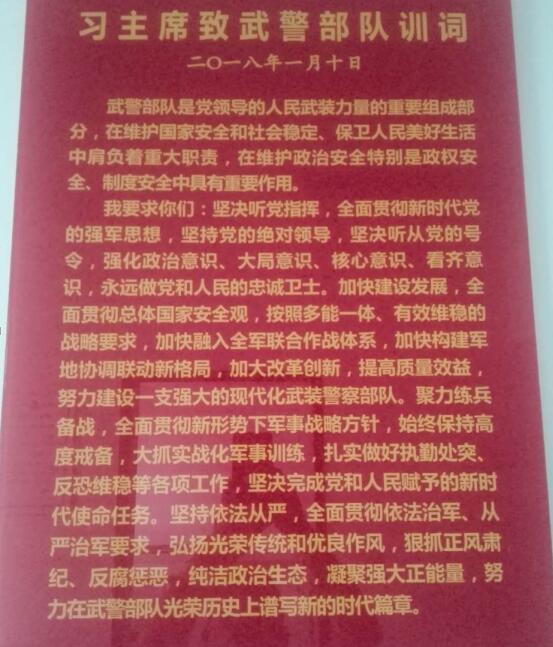 习主席致武警部队训词
二〇一八年一月十日
武警部队是党领导的人民武装力量的重要组成部
分，在维护国家安全和社会稳定、保卫人民美好生活
中肩负着重大职责，在维护政治安全特别是政权安
全、制度安全中具有重要作用。
我要求你们：坚决听党指挥，全面贯彻新时代党
的强军思想，坚持党的绝对领导，坚决听从党的号
令，强化政治意识、大局意识、核心意识、看齐意
识，永远做党和人民的忠诚卫士。加快建设发展，全
面贯彻总体国家安全观，按照多能一体、有效维稳的
战略要求，加快融入全军联合作战体系，加快构建军
地协调联动新格局，加大改革创新，提高质量效益，
努力建设一支强大的现代化武装警察部队。聚力练兵
备战，全面贯彻新形势下军事战略方针，始终保持高
度戒备，大抓实战化军事训练，扎实做好执勤处突、
反恐维稳等各项工作，坚决完成党和人民赋予的新时
代使命任务。坚持依法从严，全面贯彻依法治军、从
严治军要求，弘扬光荣传统和优良作风，狠抓正风肃
纪、反腐惩恶，纯洁政治生态，凝聚强大正能量，努
力在武警部队光荣历史上谱写新的时代篇章。